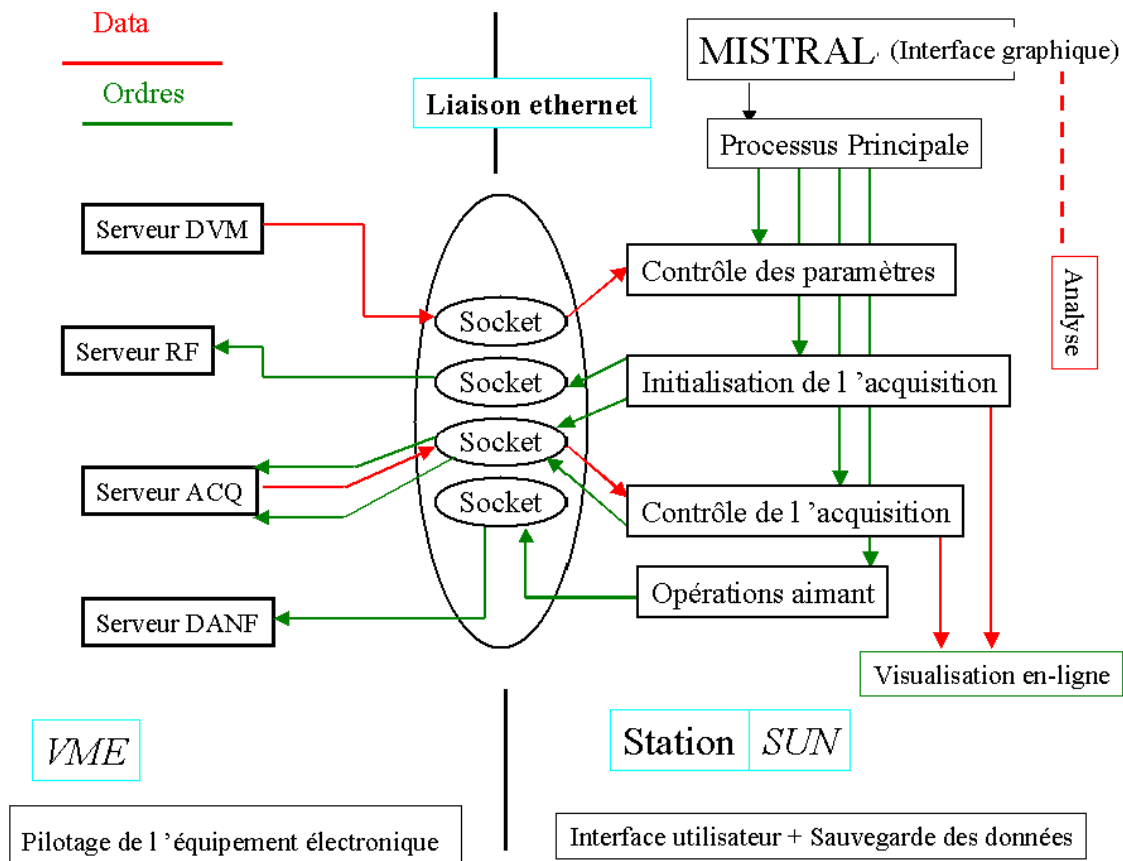 Data
Ordres
Liaison ethernet
MISTRAL (Interface graphique)
Processus Principale
Serveur DVM
Contrôle des paramètres
Analyse
Socket
Serveur RF
Socket
Initialisation de l ’acquisition
Socket
Serveur ACQ
Socket
Contrôle de l ’acquisition
Opérations aimant
Serveur DANF
Visualisation en-ligne
VME
Station SUN
Pilotage de l ’équipement électronique
Interface utilisateur + Sauvegarde des données